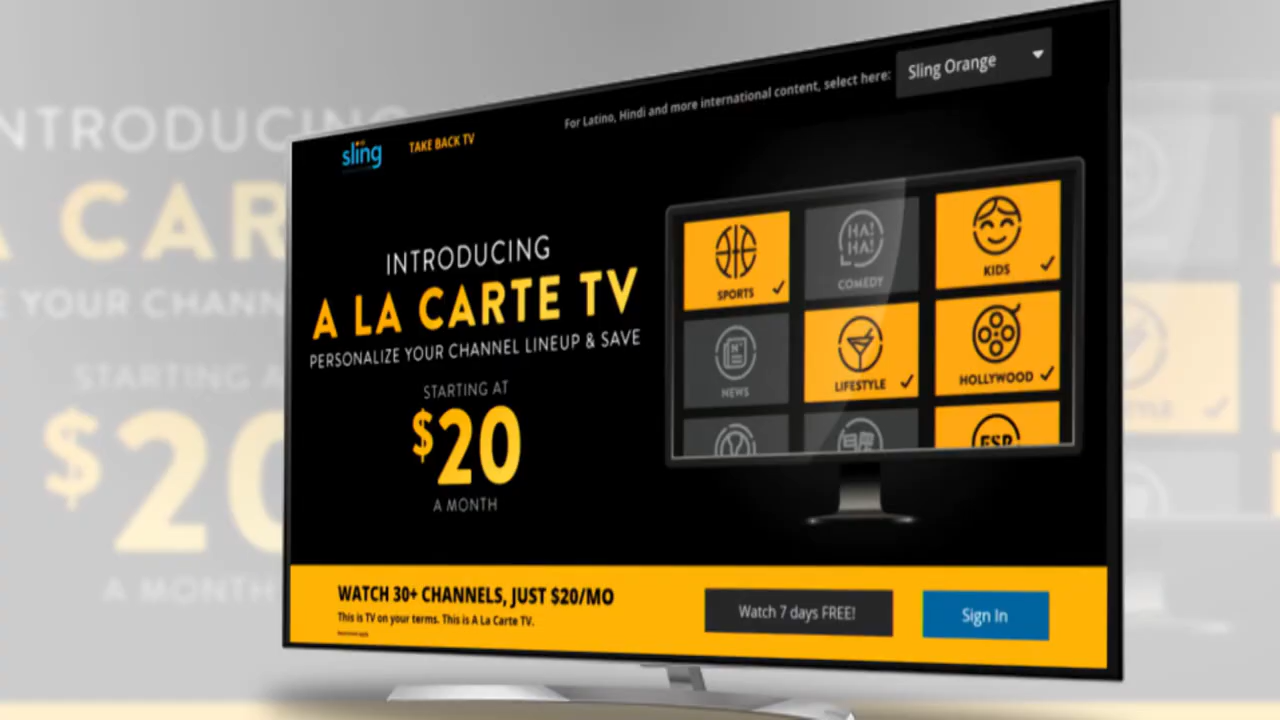 For Latino, Hindi and more international content, select here:
Sling Orange
sling
TAKE BACK TV
INTRODUCING
A LA CARTE TV
PERSONALIZE YOUR CHANNEL LINEUP & SAVE
STARTING AT
$20
A MONTH
SPORTS
HA!
HA!
COMEDY
KIDS
NEWS
LIFESTYLE
HOLLYWOOD
ESP
WATCH 30+ CHANNELS, JUST $20/MO
This is TV on your terms. This is A La Carte TV.
Watch 7 days FREE!
Sign In
INTRODUCING
A CAR
E YOUR CHANN
STARTING A
$20
A MONTH